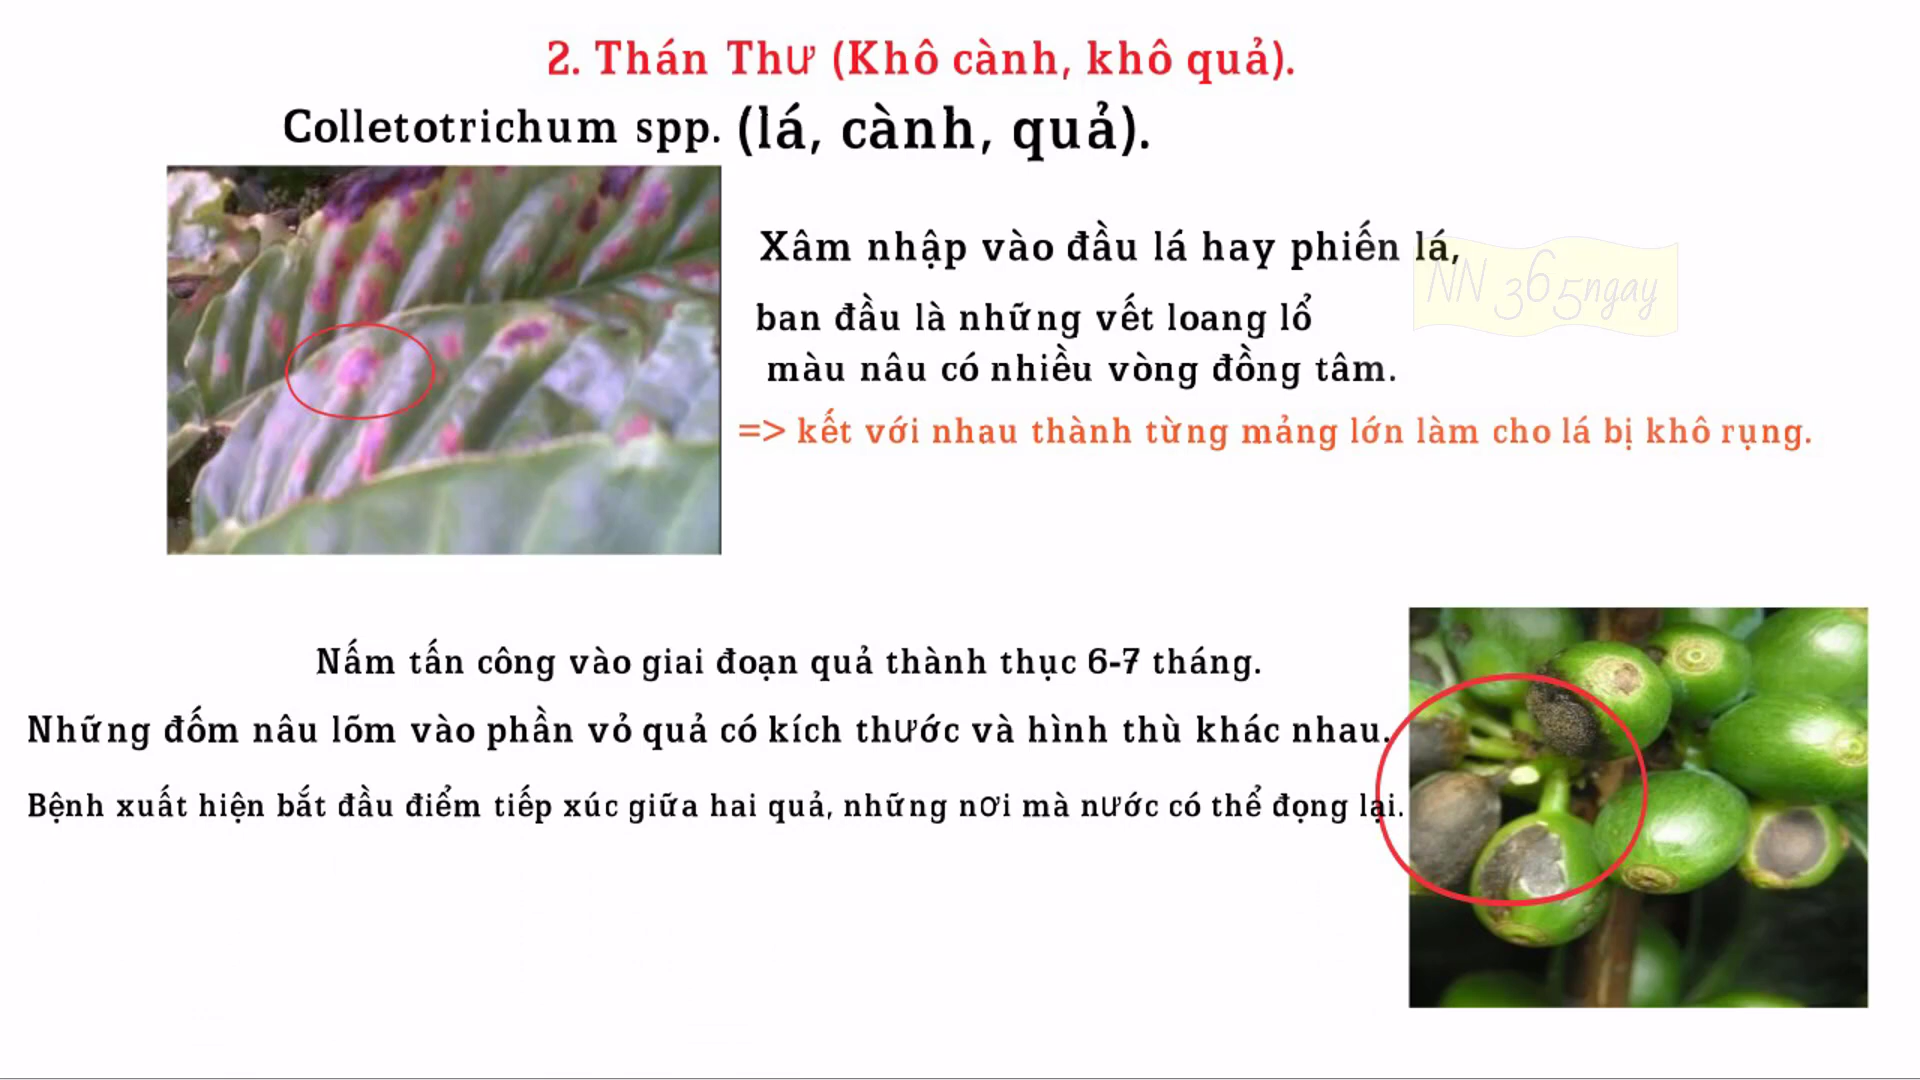 2. Thán Thư (Khô cành, khô quả).
Colletotrichum spp. (lá, cành, quả).
Xâm nhập vào đầu lá hay phiến lá,
NN 365ngay
ban đầu là những vết loang lổ
màu nâu có nhiều vòng đồng tâm.
=> kết với nhau thành từng mảng lớn làm cho lá bị khô rụng.
Nấm tấn công vào giai đoạn quả thành thục 6-7 tháng.
Những đốm nâu lõm vào phần vỏ quả có kích thước và hình thù khác nhau.
Bệnh xuất hiện bắt đầu điểm tiếp xúc giữa hai quả, những nơi mà nước có thể đọng lại.